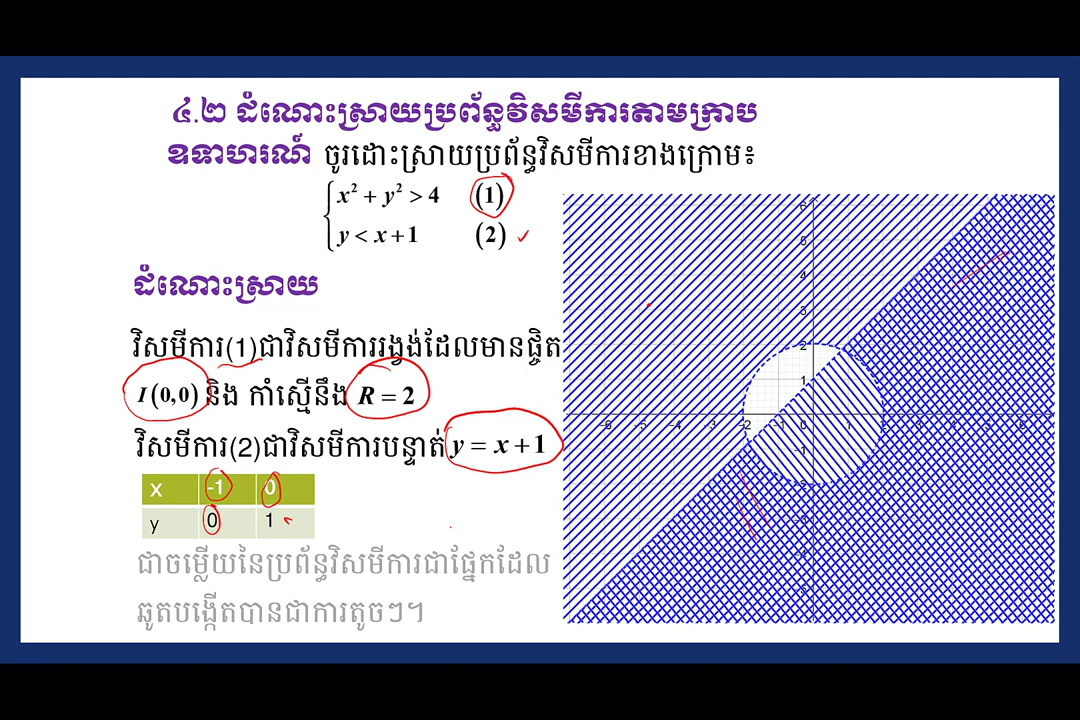 ៤.២ ដំណោះស្រាយប្រព័ន្ធវិសមីការតាមក្រាប
ឧទាហរណ៍ ចូរដោះស្រាយប្រព័ន្ធវិសមីការខាងក្រោម៖
x² + y² > 4 (1)
y < x + 1 (2)
ដំណោះស្រាយ
វិសមីការ(1)ជាវិសមីការរង្វង់ដែលមានផ្ចិត
I(0,0) និង កាំស្មើនឹង R = 2
វិសមីការ(2)ជាវិសមីការបន្ទាត់ y = x + 1
x -1 0
y 0 1
ជាចម្លើយនៃប្រព័ន្ធវិសមីការជាផ្នែកដែល
ឆូតបង្កើតបានជាការតូចៗ។